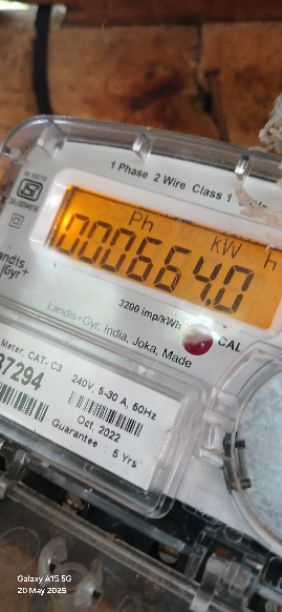 1 Phase 2 Wire Class 1
Ph
kW h
000664.0
Landis
Gyr+
3200 imp/kWh
CAL
Landis+Gyr, India, Joka, Made
Meter. CAT- C3
37294
240V, 5-30 A, 50Hz
Oct, 2022
Guarantee : 5 Yrs
Galaxy A15 5G
20 May 2025